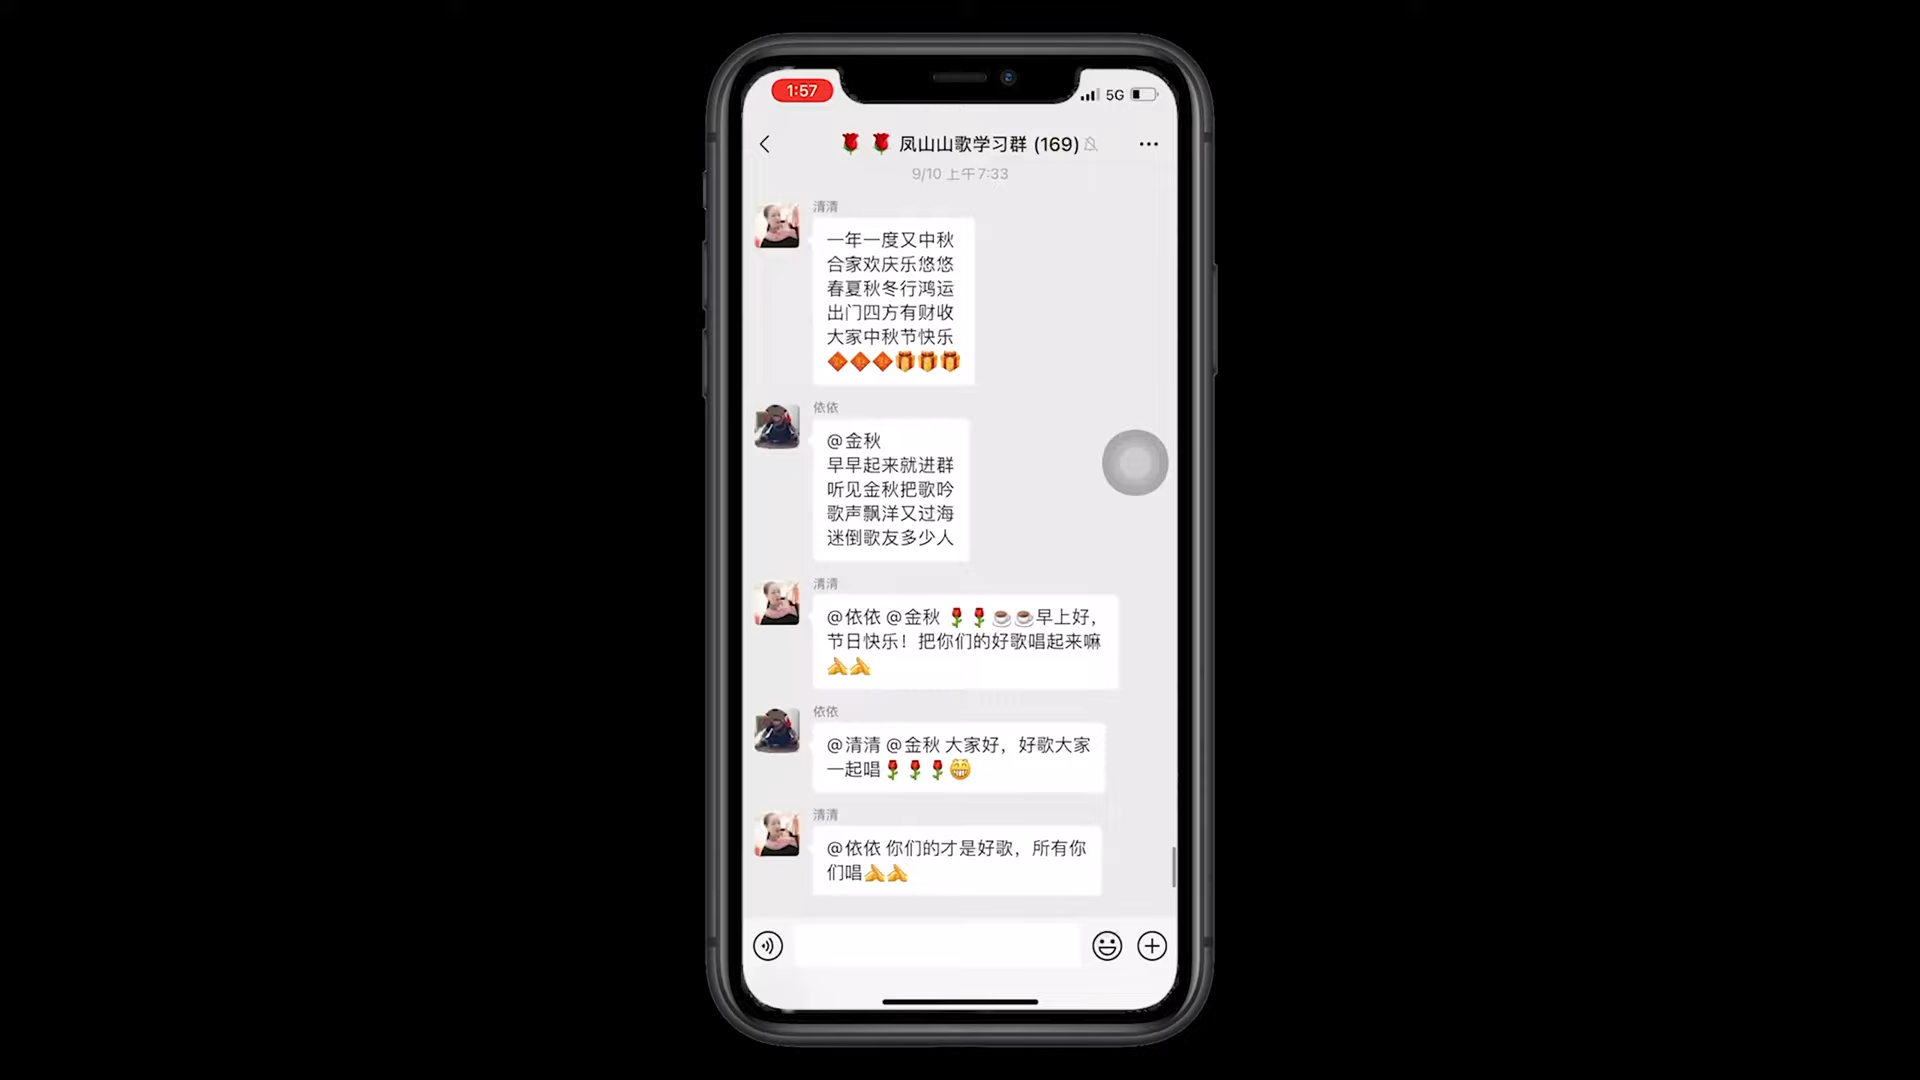 1:57
5G
🌹 🌹 凤山山歌学习群 (169)
9/10 上午7:33
清清
一年一度又中秋
合家欢庆乐悠悠
春夏秋冬行鸿运
出门四方有财收
大家中秋节快乐
🧧🧧🧧🎁🎁🎁
依依
@金秋
早早起来就进群
听见金秋把歌吟
歌声飘洋又过海
迷倒歌友多少人
清清
@依依 @金秋 🌹🌹☕☕早上好，
节日快乐！把你们的好歌唱起来嘛
👏👏
依依
@清清 @金秋 大家好，好歌大家
一起唱🌹🌹🌹😁
清清
@依依 你们的才是好歌，所有你
们唱👏👏